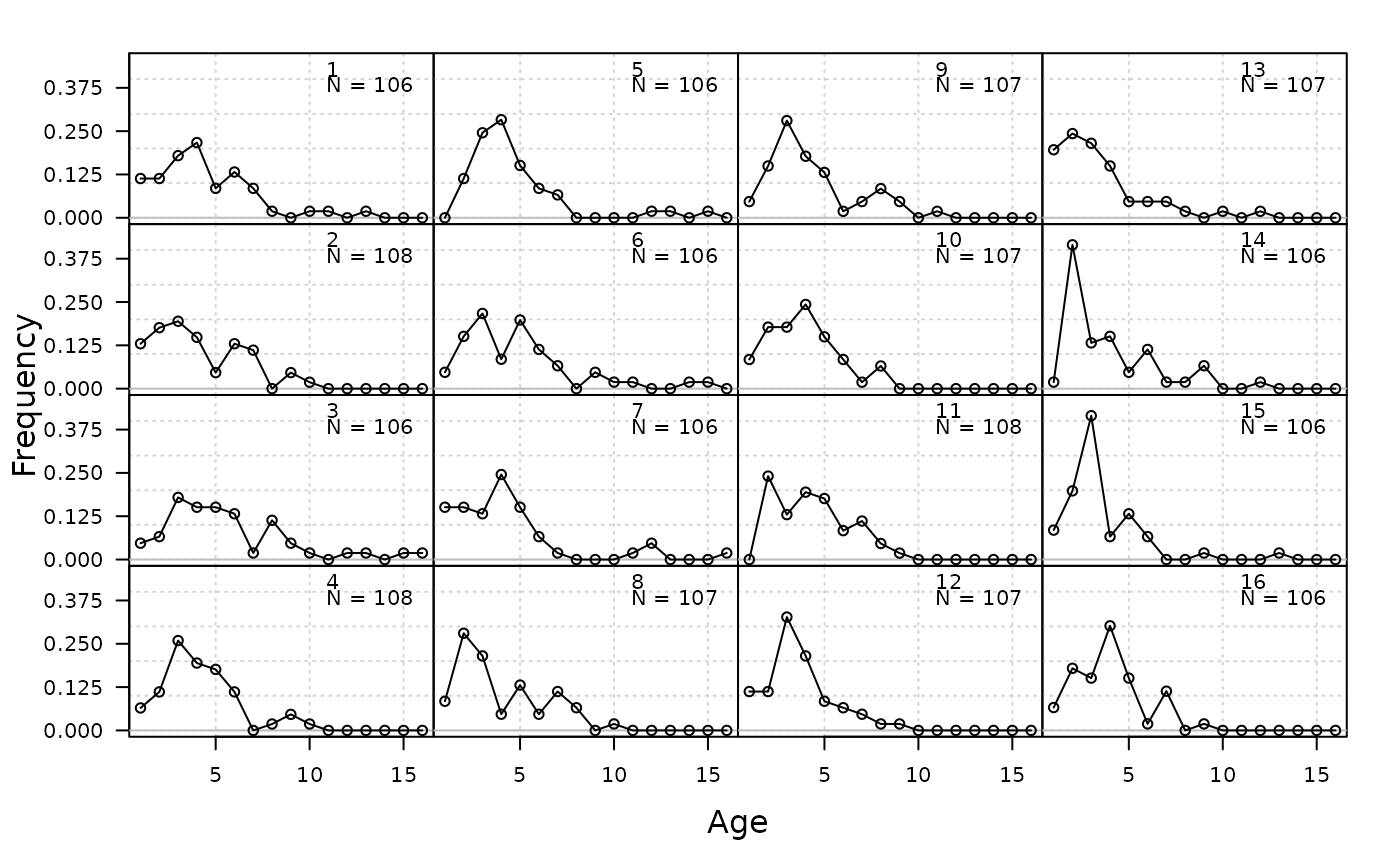 1
N = 106
5
N = 106
9
N = 107
13
N = 107
0.375
0.250
0.125
0.000
2
N = 108
6
N = 106
10
N = 107
14
N = 106
0.375
0.250
0.125
0.000
3
N = 106
7
N = 106
11
N = 108
15
N = 106
0.375
0.250
0.125
0.000
4
N = 108
8
N = 107
12
N = 107
16
N = 106
0.375
0.250
0.125
0.000
Frequency
5 10 15 5 10 15 5 10 15 5 10 15
Age